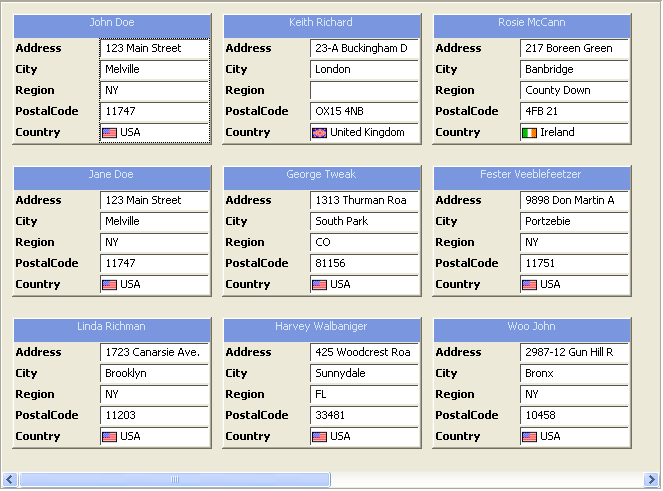 John Doe
Address 123 Main Street
City Melville
Region NY
PostalCode 11747
Country USA
Keith Richard
Address 23-A Buckingham D
City London
Region
PostalCode OX15 4NB
Country United Kingdom
Rosie McCann
Address 217 Boreen Green
City Banbridge
Region County Down
PostalCode 4FB 21
Country Ireland
Jane Doe
Address 123 Main Street
City Melville
Region NY
PostalCode 11747
Country USA
George Tweak
Address 1313 Thurman Roa
City South Park
Region CO
PostalCode 81156
Country USA
Fester Veeblefeetzer
Address 9898 Don Martin A
City Portzebie
Region NY
PostalCode 11751
Country USA
Linda Richman
Address 1723 Canarsie Ave.
City Brooklyn
Region NY
PostalCode 11203
Country USA
Harvey Walbaniger
Address 425 Woodcrest Roa
City Sunnydale
Region FL
PostalCode 33481
Country USA
Woo John
Address 2987-12 Gun Hill R
City Bronx
Region NY
PostalCode 10458
Country USA